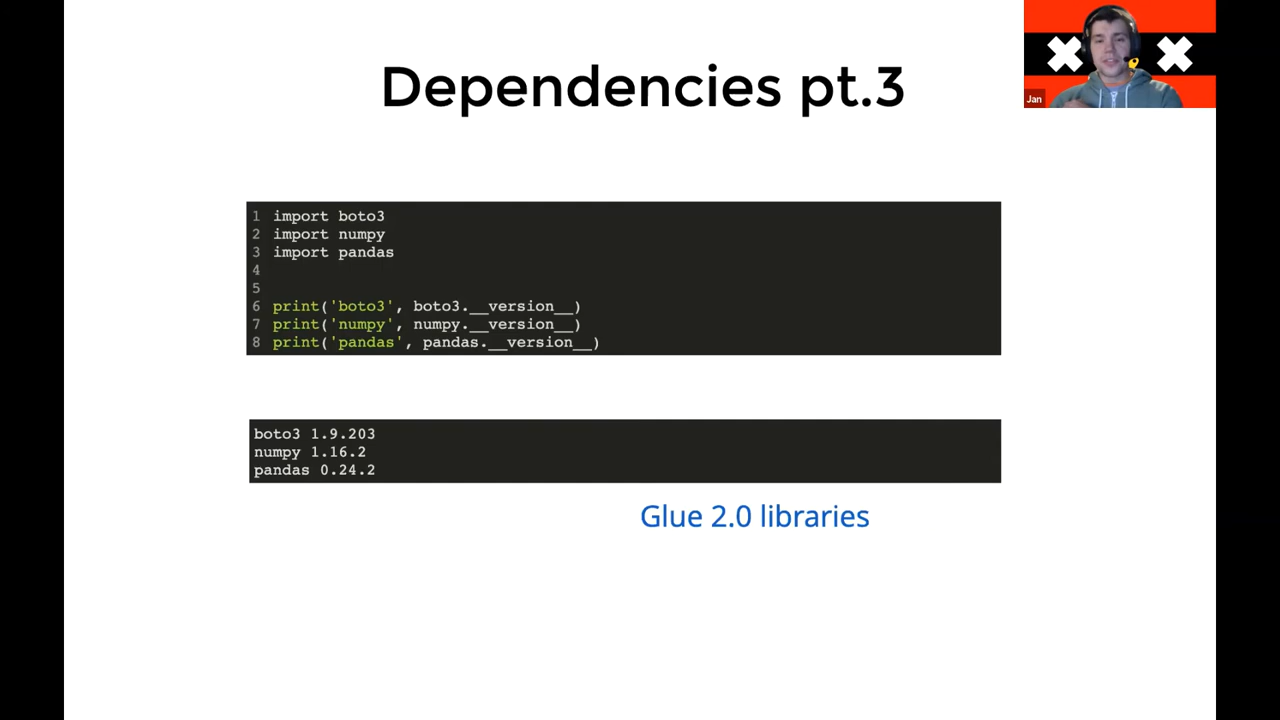 Dependencies pt.3
Jan
1 import boto3
2 import numpy
3 import pandas
4
5
6 print('boto3', boto3.__version__)
7 print('numpy', numpy.__version__)
8 print('pandas', pandas.__version__)
boto3 1.9.203
numpy 1.16.2
pandas 0.24.2
Glue 2.0 libraries